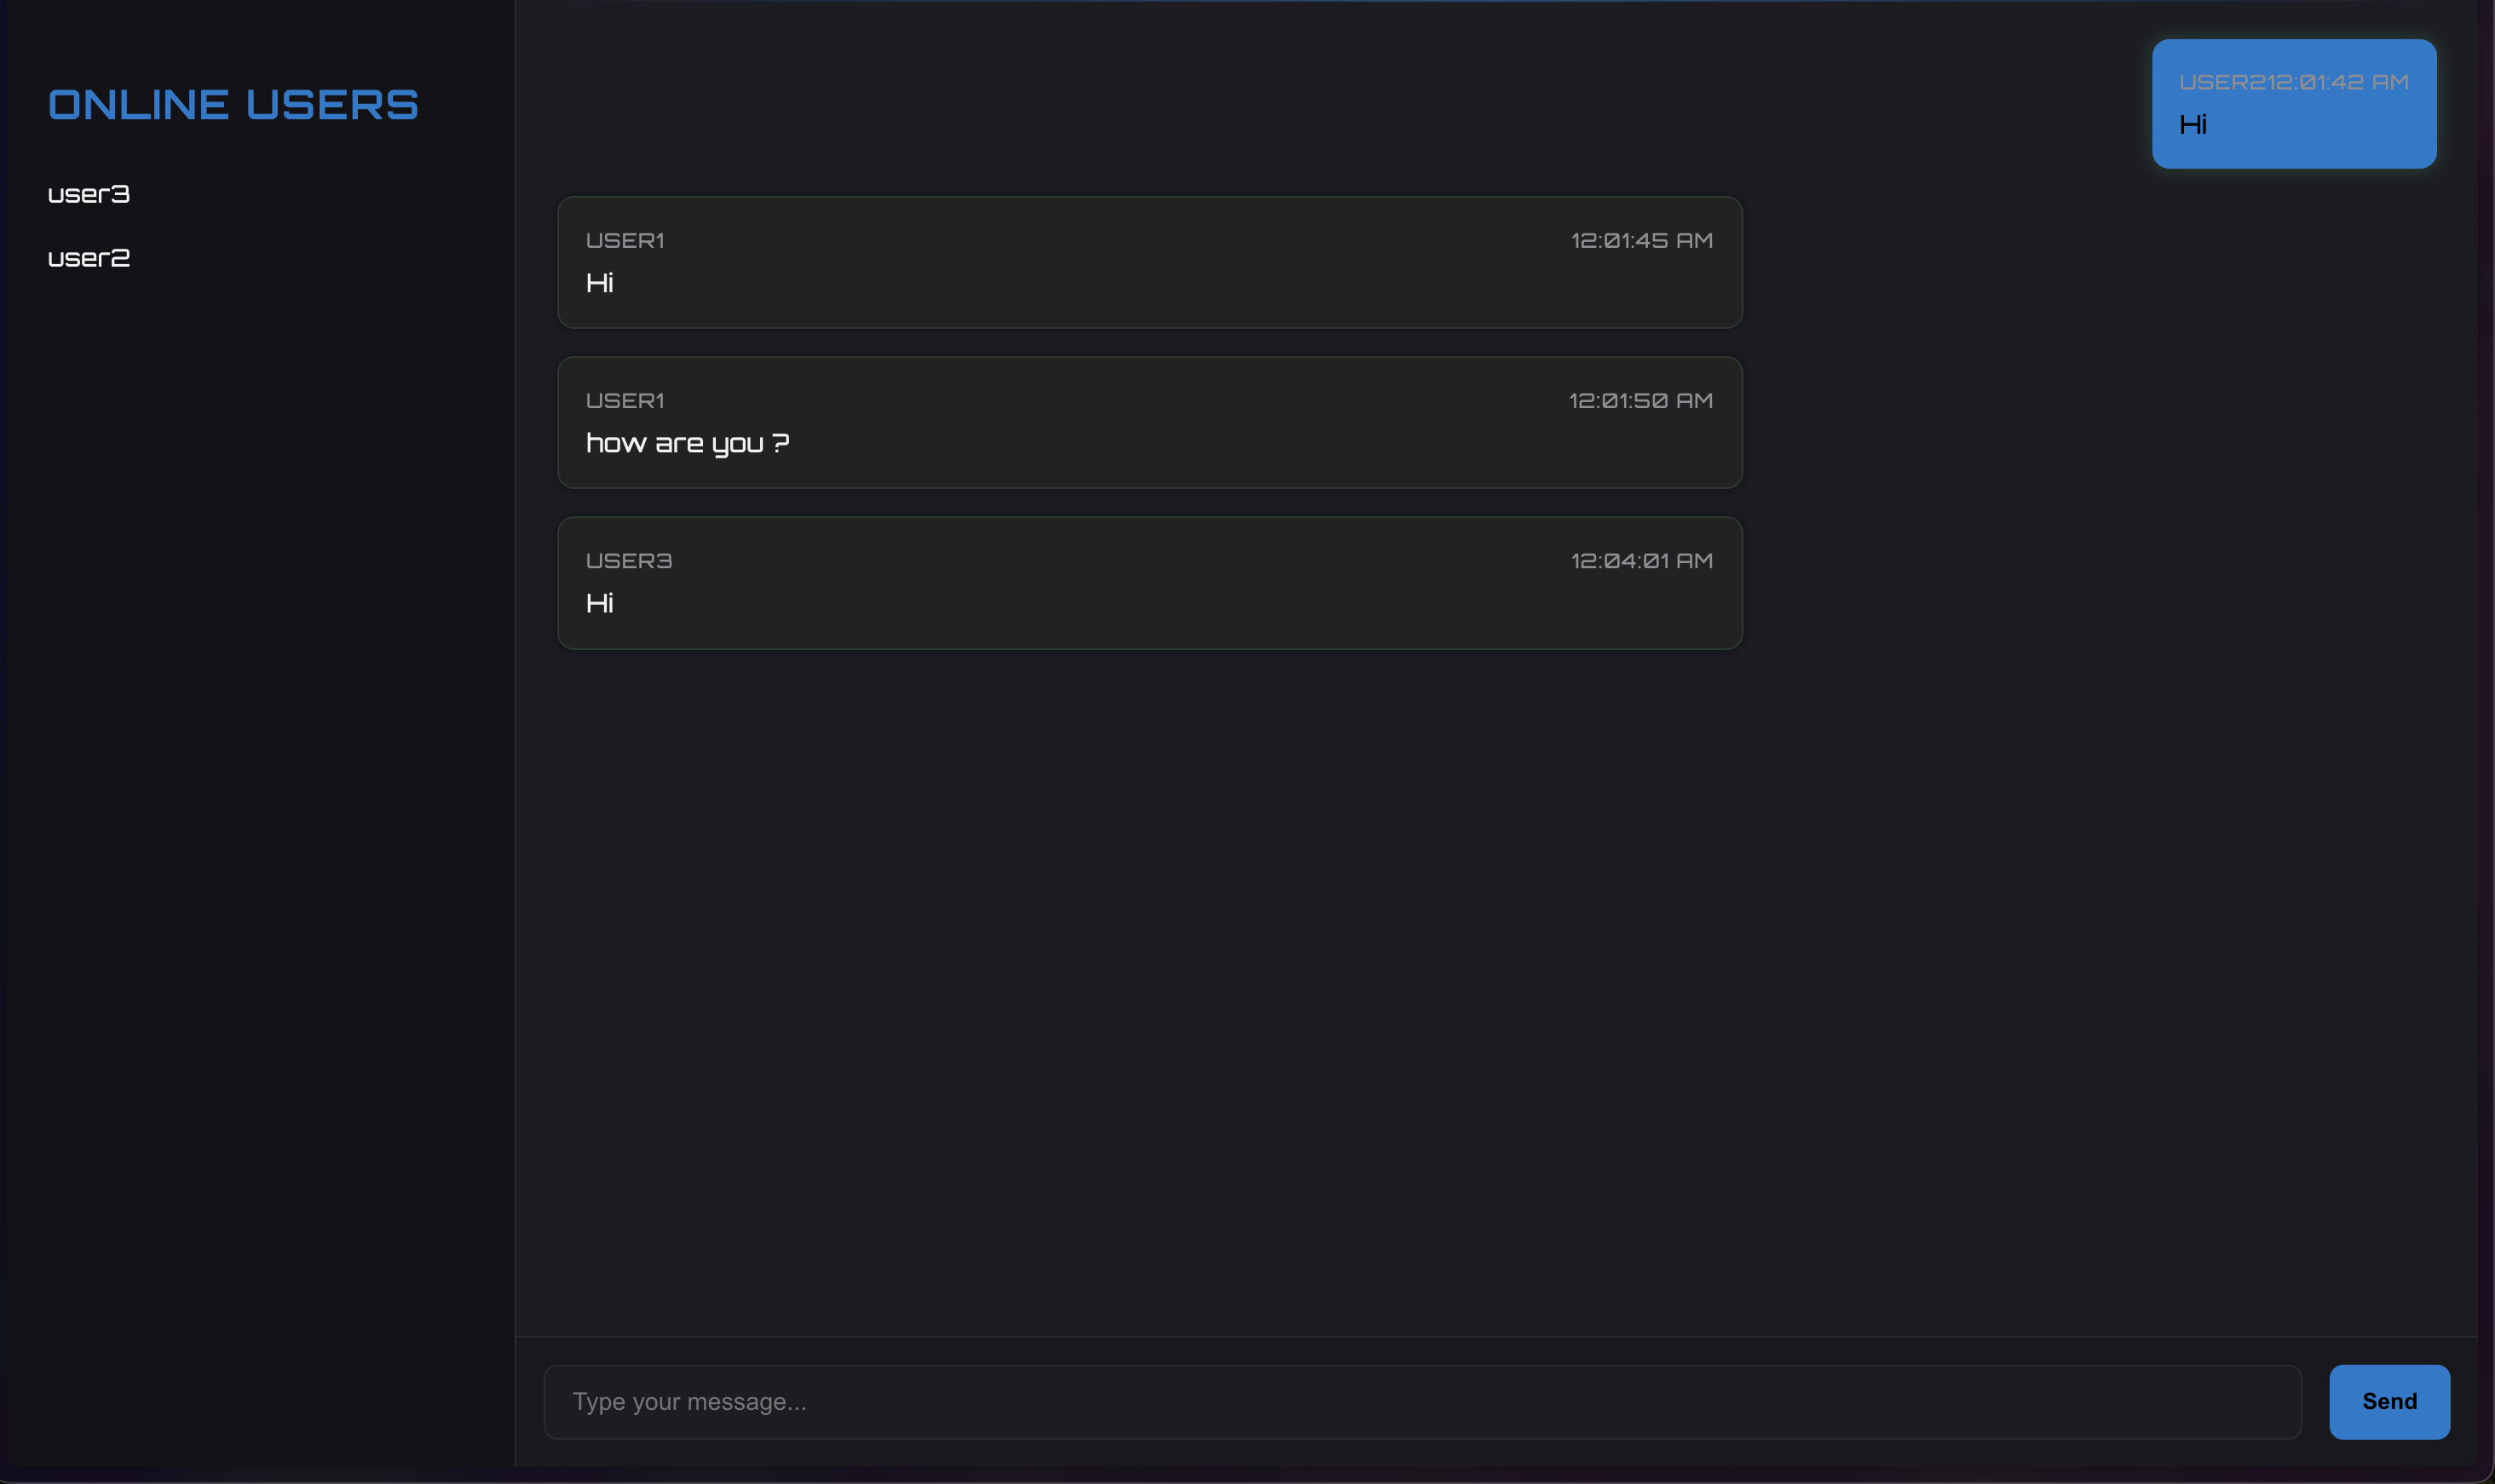 ONLINE USERS
user3
user2
USER212:01:42 AM
Hi
USER1 12:01:45 AM
Hi
USER1 12:01:50 AM
how are you ?
USER3 12:04:01 AM
Hi
Type your message...
Send